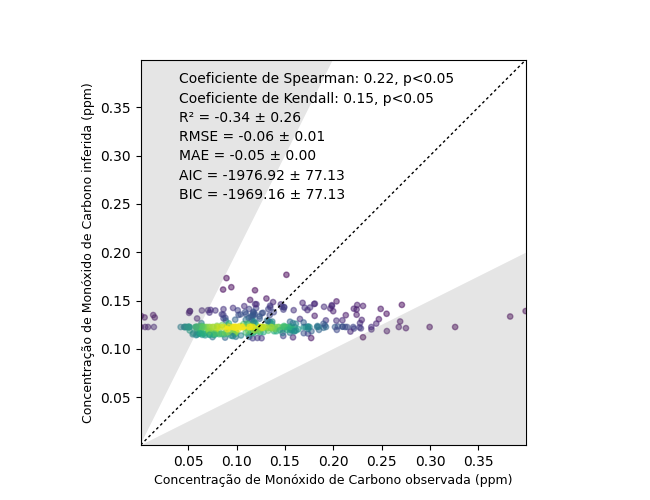 Coeficiente de Spearman: 0.22, p<0.05
Coeficiente de Kendall: 0.15, p<0.05
R² = -0.34 ± 0.26
RMSE = -0.06 ± 0.01
MAE = -0.05 ± 0.00
AIC = -1976.92 ± 77.13
BIC = -1969.16 ± 77.13
Concentração de Monóxido de Carbono inferida (ppm)
0.35
0.30
0.25
0.20
0.15
0.10
0.05
0.05 0.10 0.15 0.20 0.25 0.30 0.35
Concentração de Monóxido de Carbono observada (ppm)